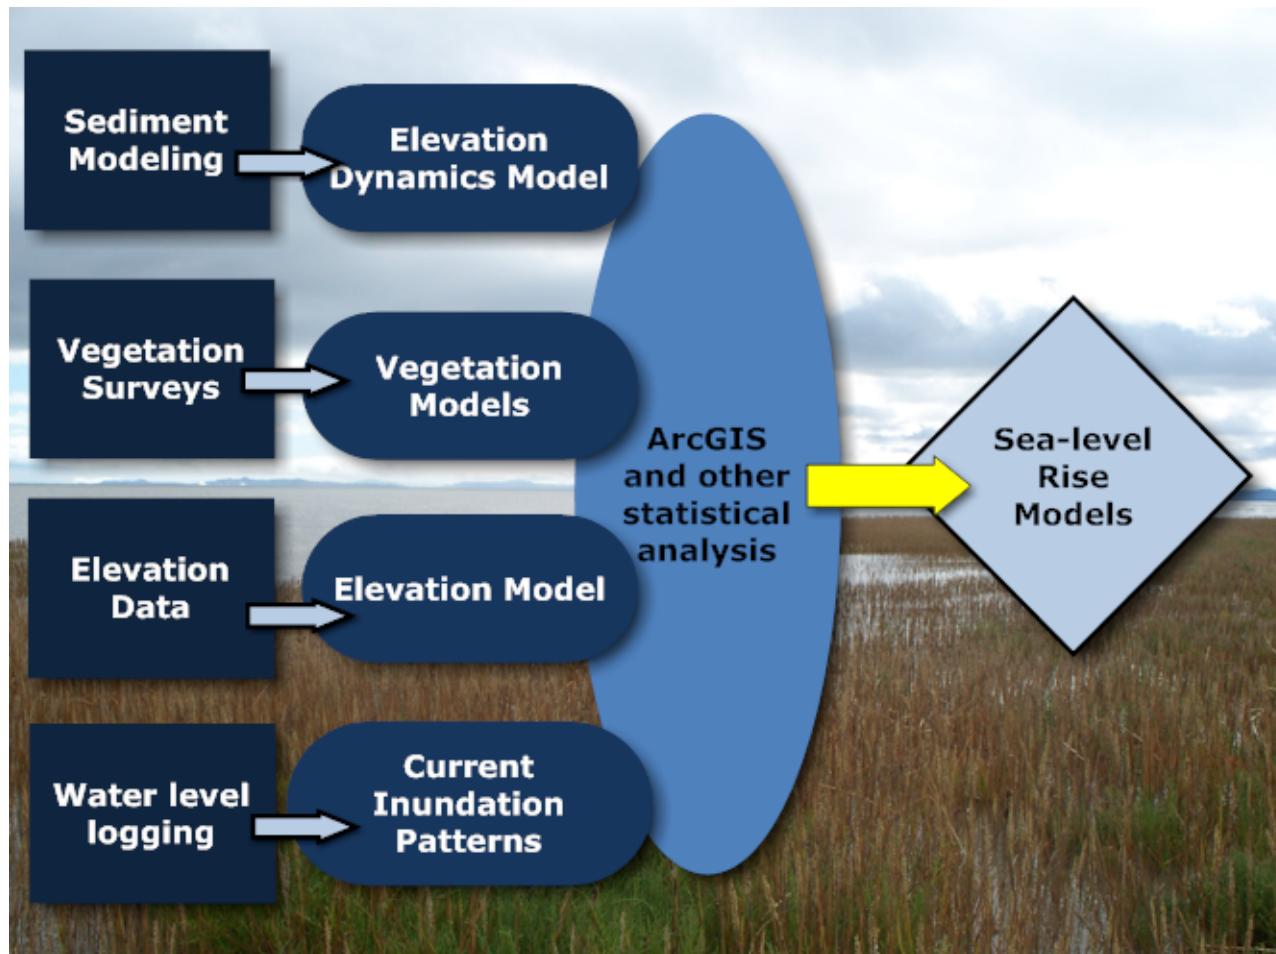 Sediment
Modeling
Elevation
Dynamics Model
Vegetation
Surveys
Vegetation
Models
Elevation
Data
Elevation Model
Water level
logging
Current
Inundation
Patterns
ArcGIS
and other
statistical
analysis
Sea-level
Rise
Models